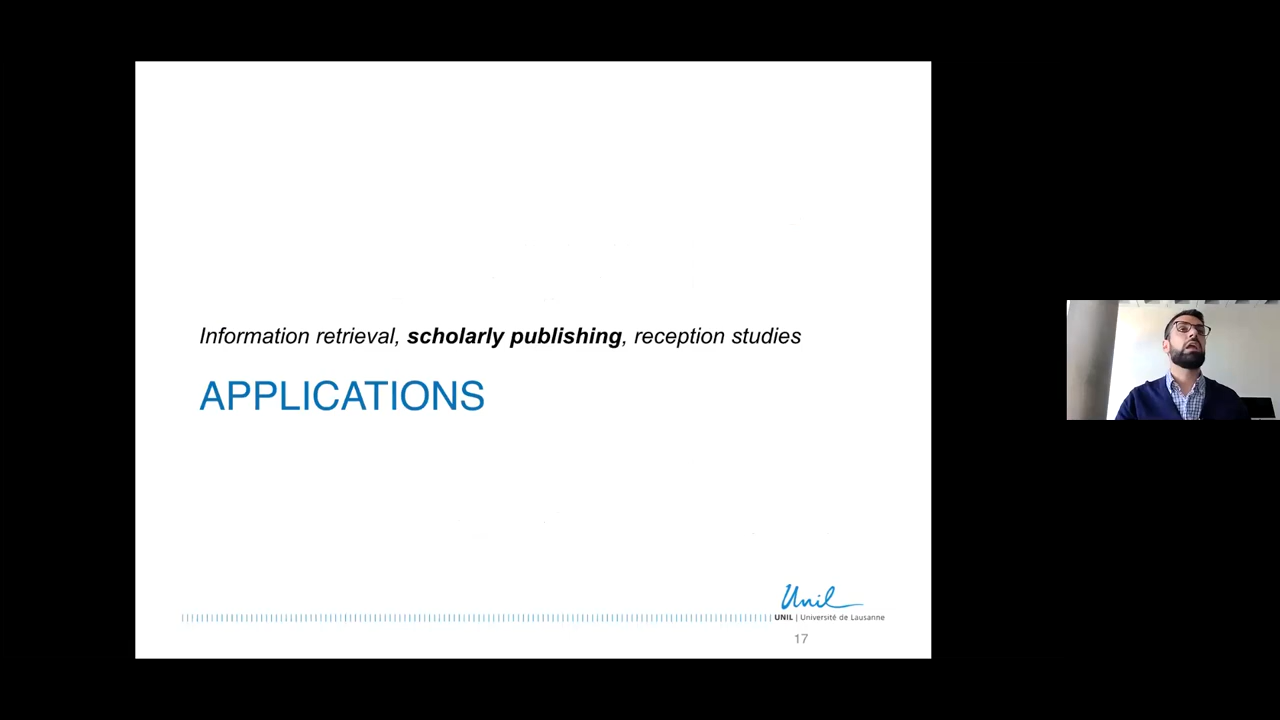 Information retrieval, scholarly publishing, reception studies
APPLICATIONS
Unil
UNIL | Université de Lausanne
17